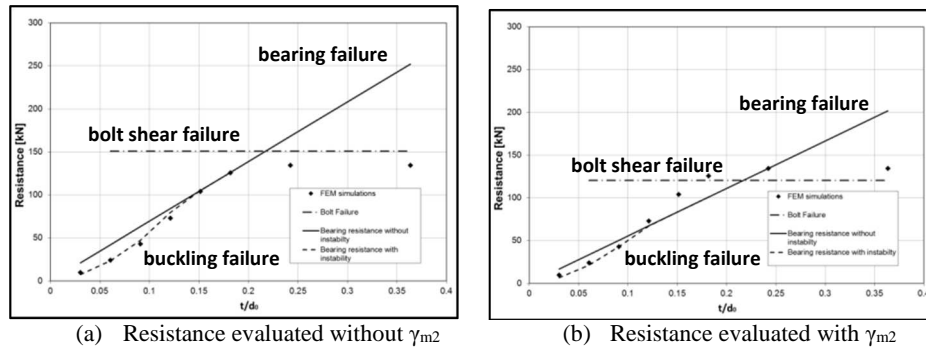 300
250
200
150
100
50
0
Resistance [kN]
bearing failure
bolt shear failure
buckling failure
FEM simulations
Bolt Failure
Bearing resistance without
instabilty
Bearing resistance with instability
0
0.05
0.1
0.15
0.2
0.25
0.3
0.35
0.4
t/d0
(a) Resistance evaluated without γm2
300
250
200
150
100
50
0
Resistance [kN]
bearing failure
bolt shear failure
buckling failure
FEM simulations
Bolt Failure
Bearing resistance without
instabilty
Bearing resistance with instability
0
0.05
0.1
0.15
0.2
0.25
0.3
0.35
0.4
t/d0
(b) Resistance evaluated with γm2